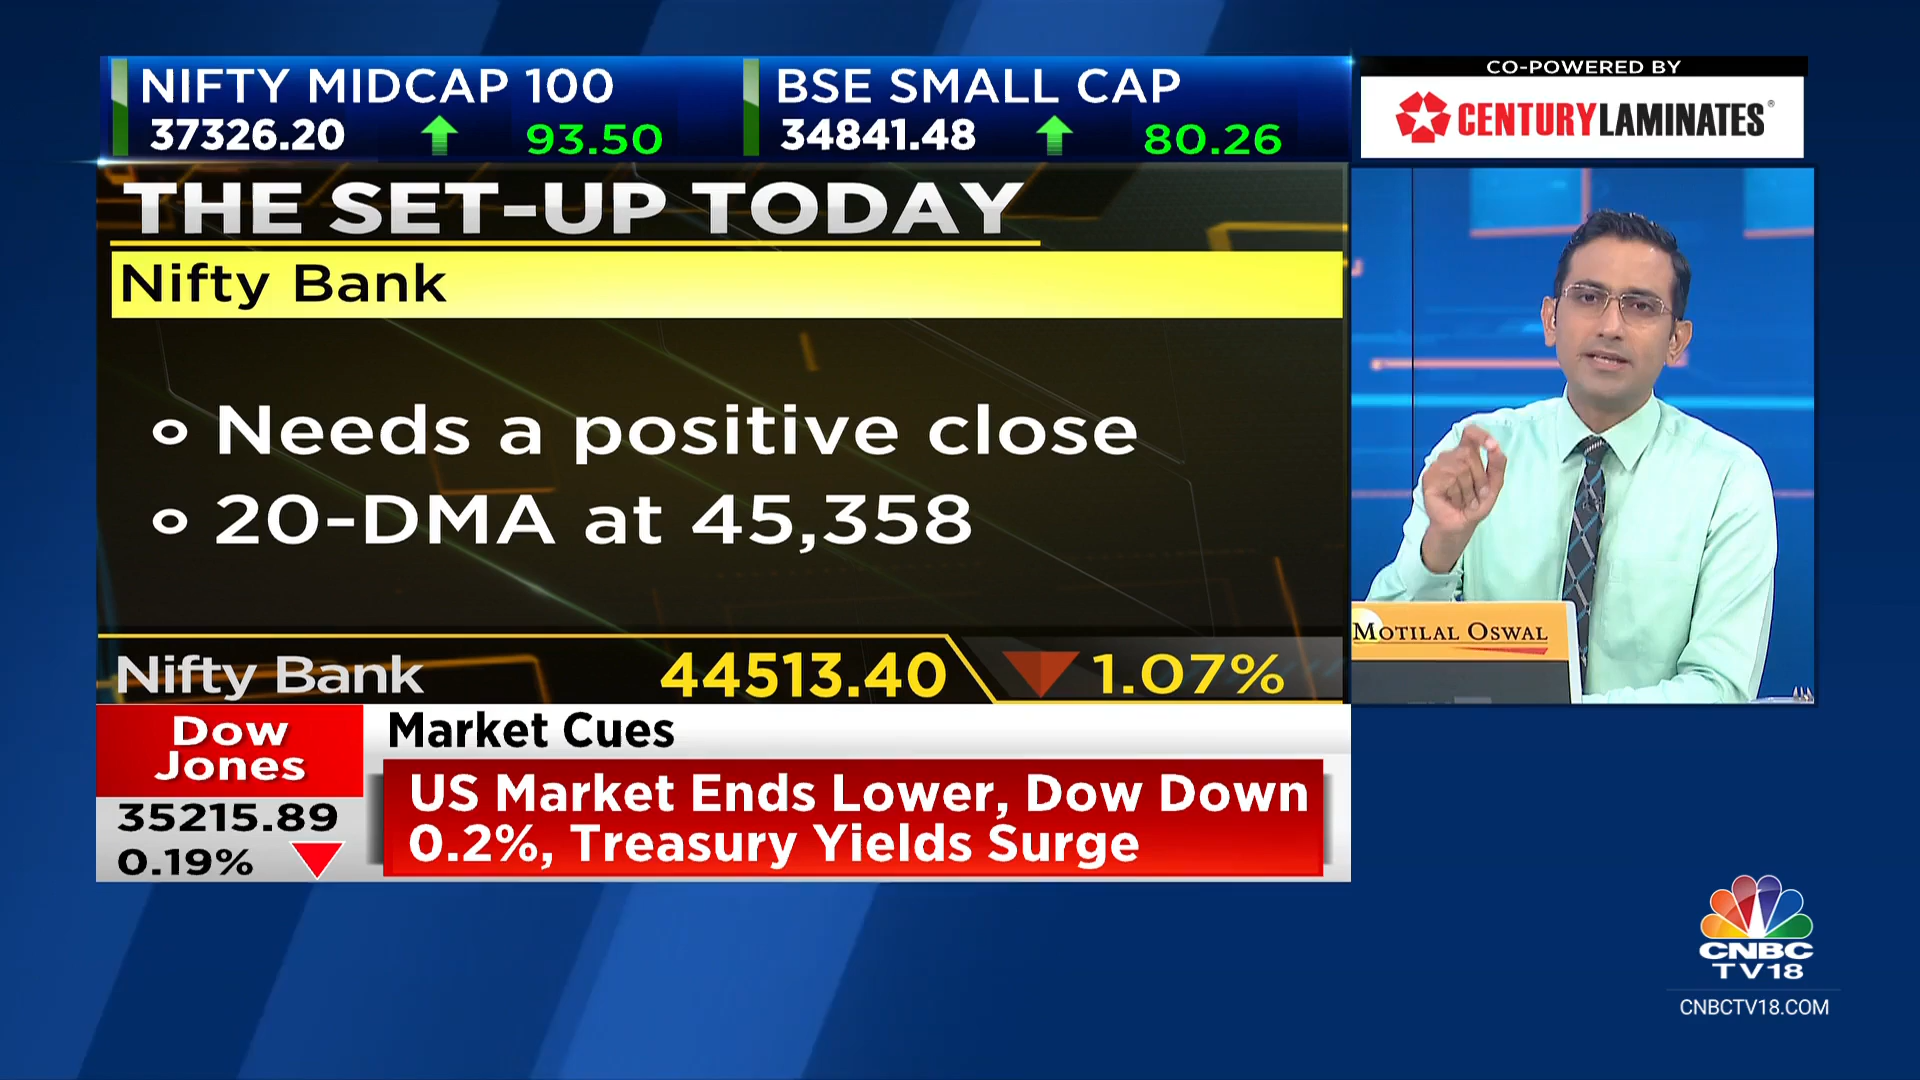 NIFTY MIDCAP 100
37326.20 93.50
BSE SMALL CAP
34841.48 80.26
CO-POWERED BY
CENTURYLAMINATES®
THE SET-UP TODAY
Nifty Bank
Needs a positive close
20-DMA at 45,358
MOTILAL OSWAL
Nifty Bank 44513.40 1.07%
Dow
Jones
35215.89
0.19%
Market Cues
US Market Ends Lower, Dow Down
0.2%, Treasury Yields Surge
CNBC
TV18
CNBCTV18.COM